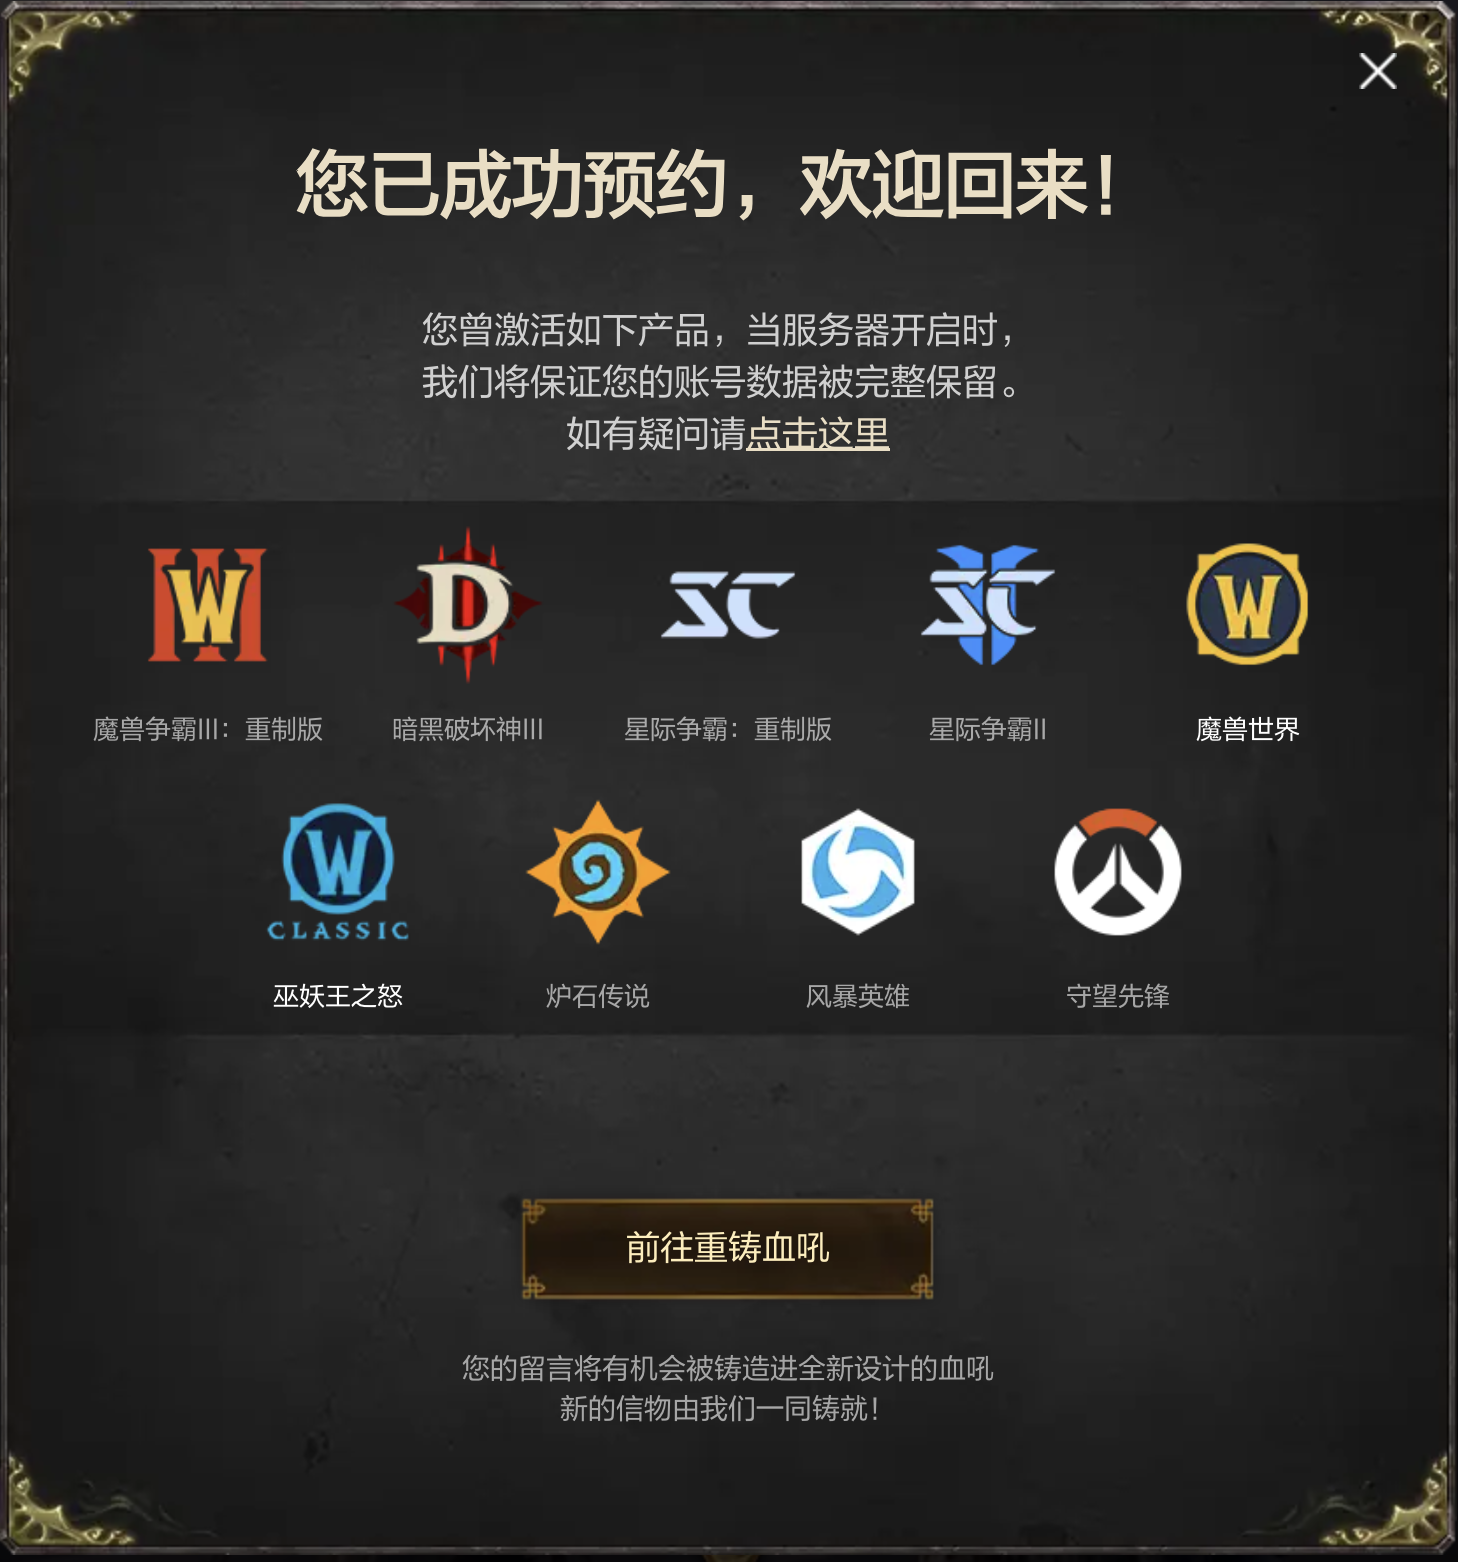 您已成功预约，欢迎回来！
您曾激活如下产品，当服务器开启时，
我们将保证您的账号数据被完整保留。
如有疑问请点击这里
魔兽争霸III：重制版
暗黑破坏神III
星际争霸：重制版
星际争霸II
魔兽世界
CLASSIC
巫妖王之怒
炉石传说
风暴英雄
守望先锋
前往重铸血吼
您的留言将有机会被铸造进全新设计的血吼
新的信物由我们一同铸就！